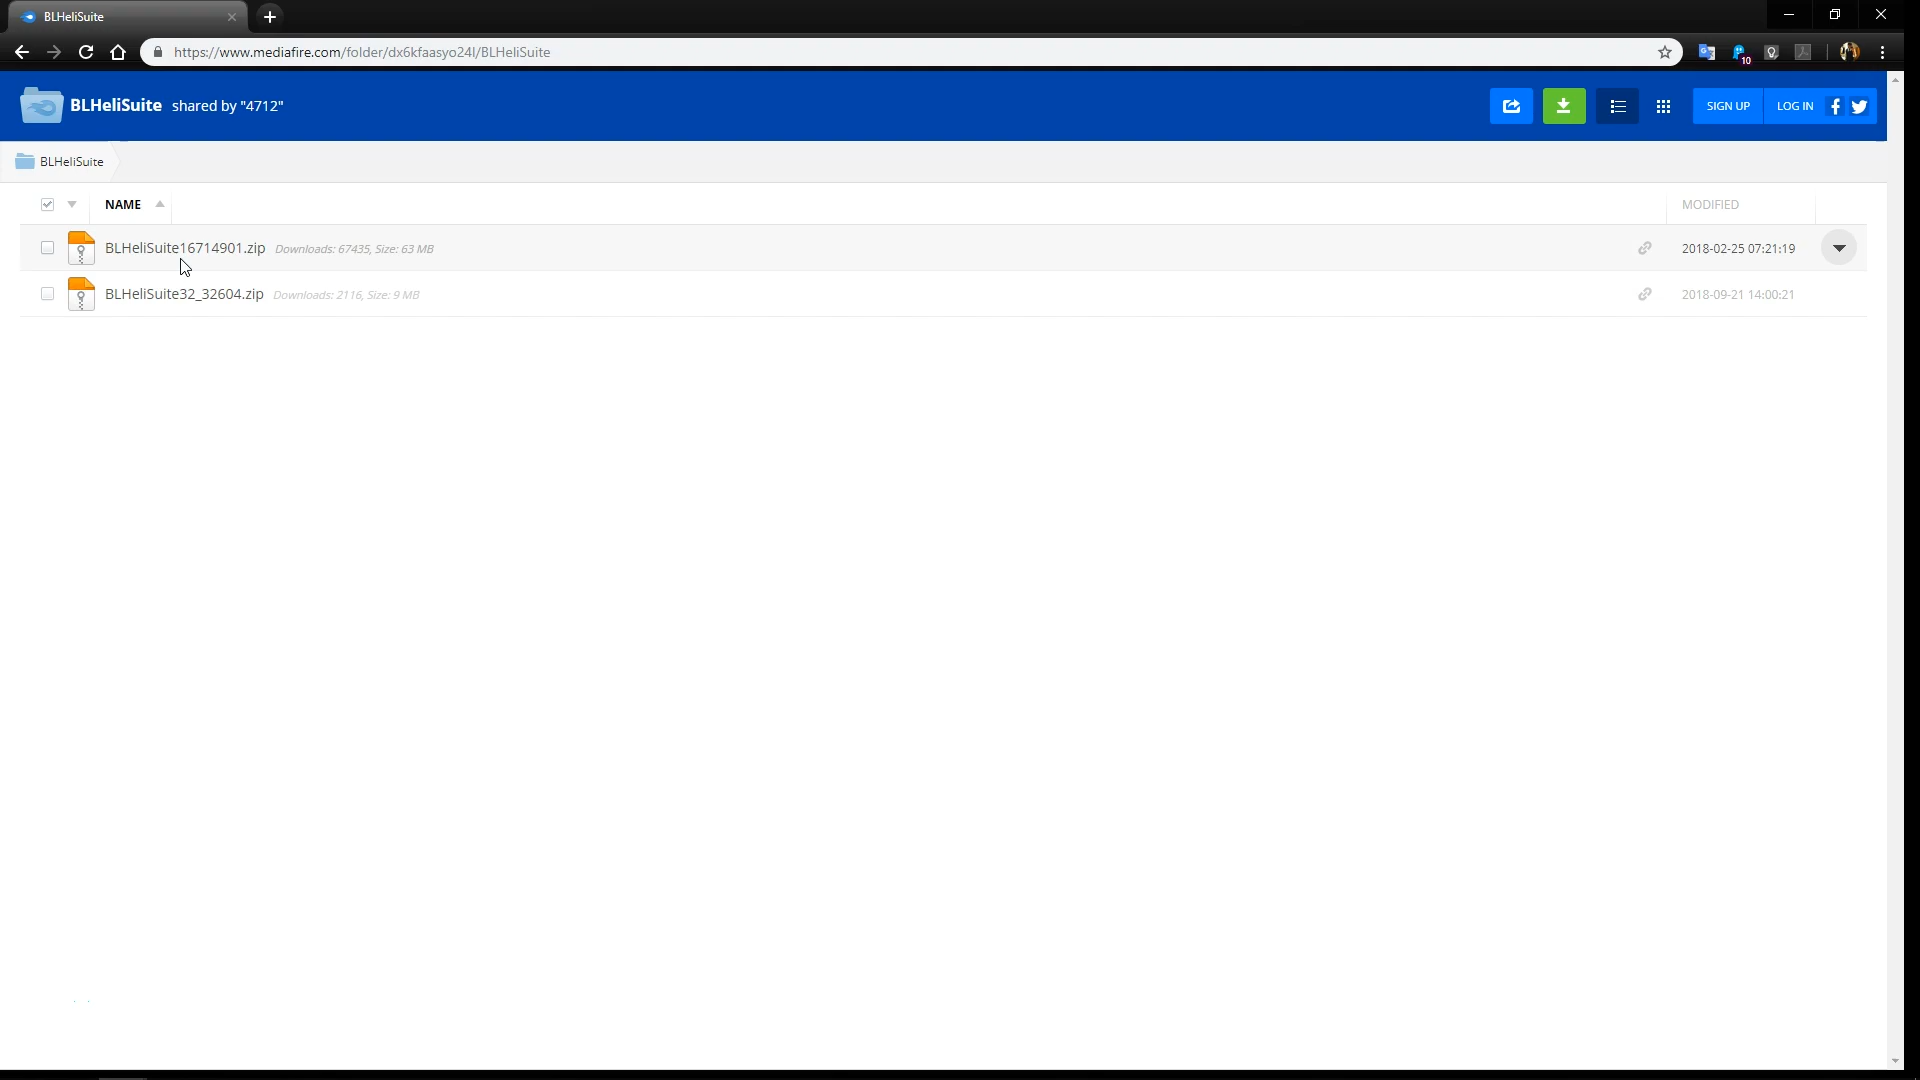 BLHeliSuite
https://www.mediafire.com/folder/dx6kfaasyo24l/BLHeliSuite
10
BLHeliSuite shared by "4712"
SIGN UP LOG IN
BLHeliSuite
NAME MODIFIED
BLHeliSuite16714901.zip Downloads: 67435, Size: 63 MB 2018-02-25 07:21:19
BLHeliSuite32_32604.zip Downloads: 2116, Size: 9 MB 2018-09-21 14:00:21